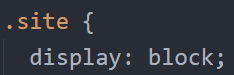 .site {
  display: block;